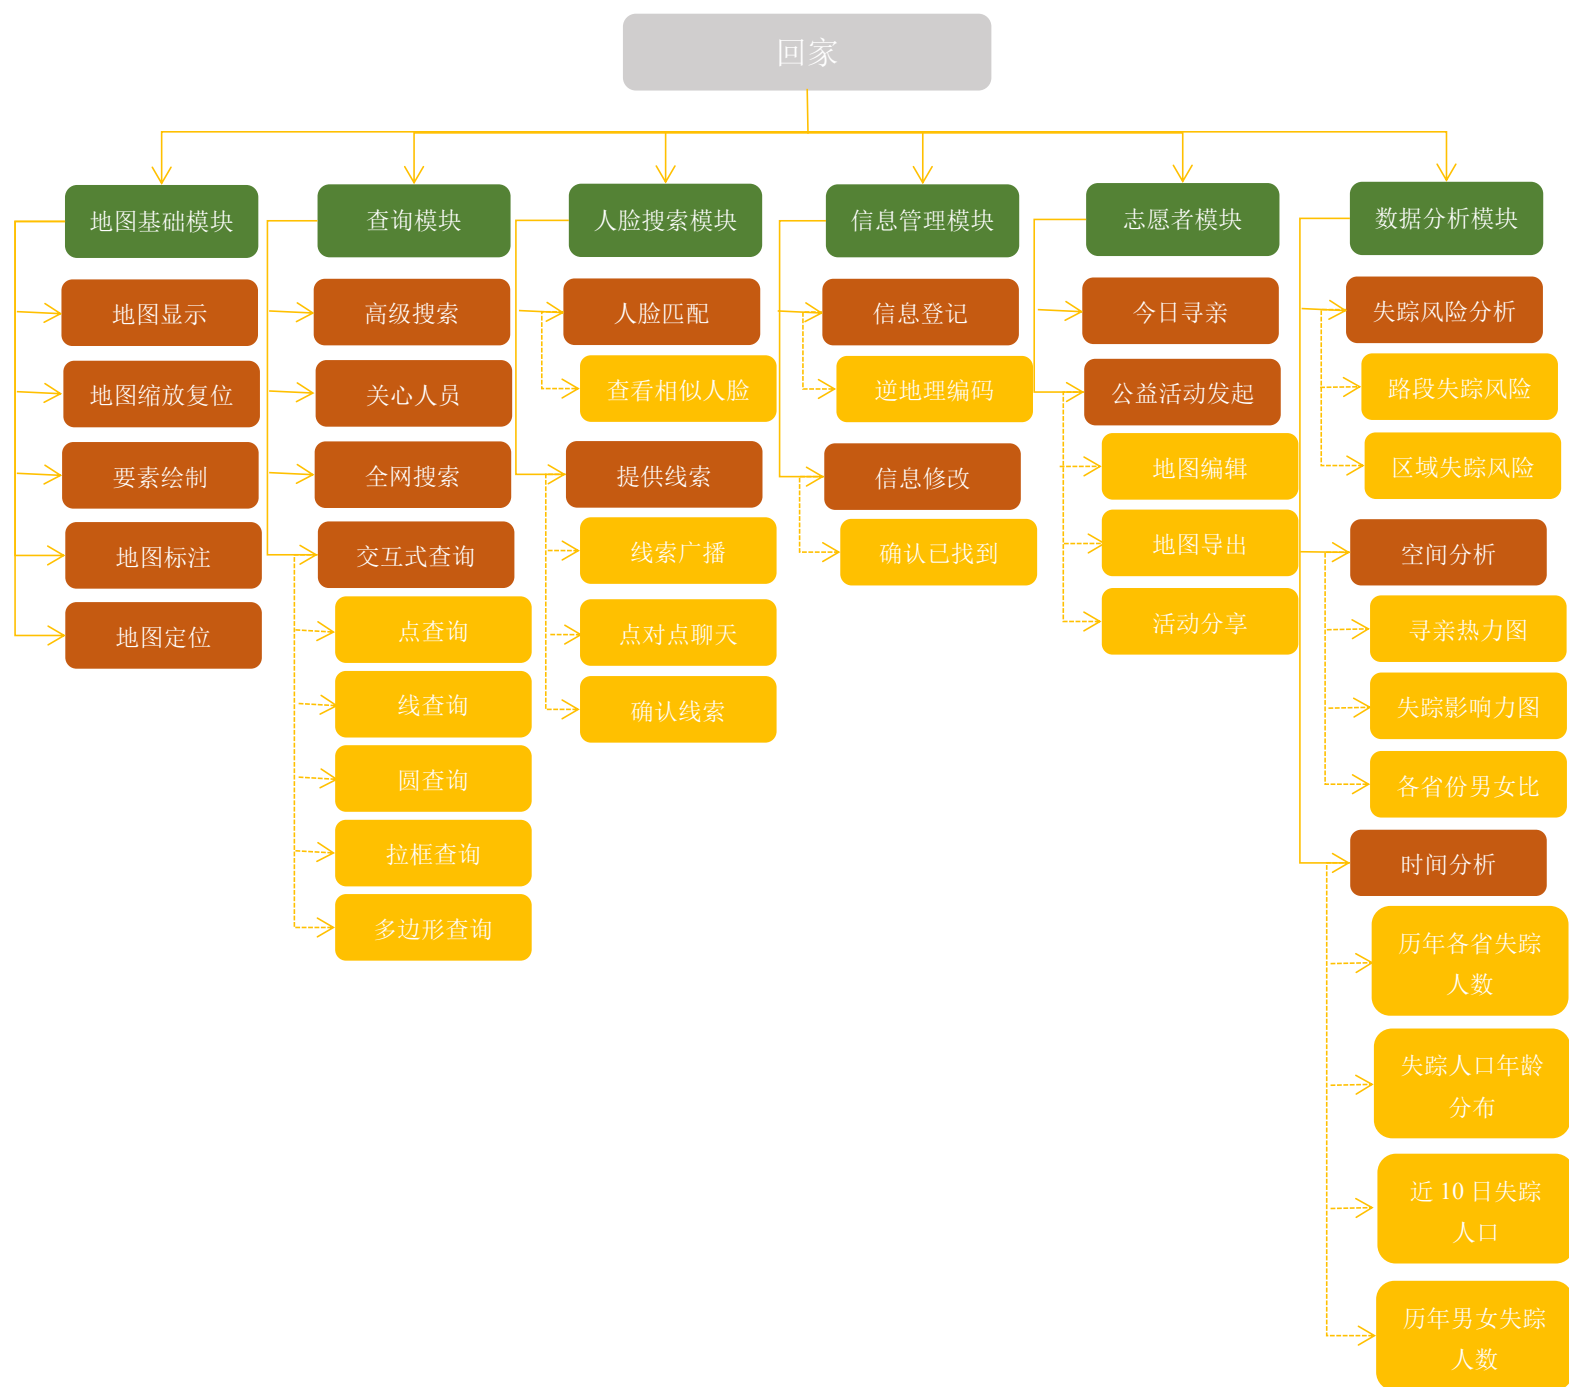 回家
地图基础模块
地图显示
地图缩放复位
要素绘制
地图标注
地图定位
查询模块
高级搜索
关心人员
全网搜索
交互式查询
点查询
线查询
圆查询
拉框查询
多边形查询
人脸搜索模块
人脸匹配
查看相似人脸
提供线索
线索广播
点对点聊天
确认线索
信息管理模块
信息登记
逆地理编码
信息修改
确认已找到
志愿者模块
今日寻亲
公益活动发起
地图编辑
地图导出
活动分享
数据分析模块
失踪风险分析
路段失踪风险
区域失踪风险
空间分析
寻亲热力图
失踪影响力图
各省份男女比
时间分析
历年各省失踪
人数
失踪人口年龄
分布
近 10 日失踪
人口
历年男女失踪
人数